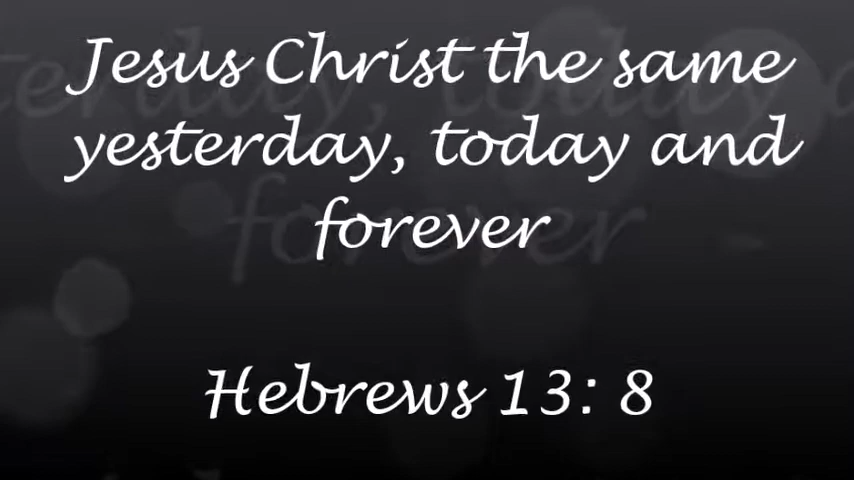 Jesus Christ the same
yesterday, today and
forever
Hebrews 13: 8